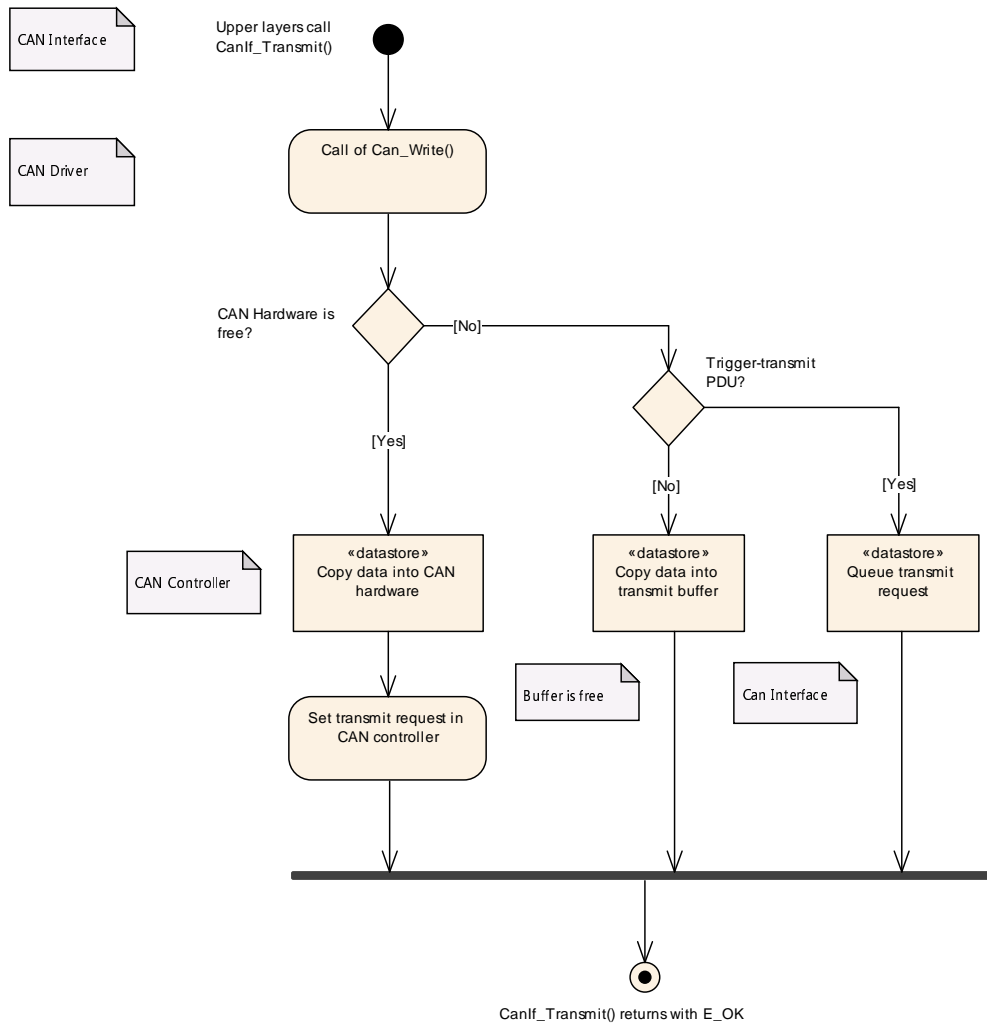 CAN Interface
Upper layers call
CanIf_Transmit()
CAN Driver
Call of Can_Write()
CAN Hardware is
free?
[No]
Trigger-transmit
PDU?
[Yes]
[No]
[Yes]
CAN Controller
«datastore»
Copy data into CAN
hardware
«datastore»
Copy data into
transmit buffer
«datastore»
Queue transmit
request
Buffer is free
Can Interface
Set transmit request in
CAN controller
CanIf_Transmit() returns with E_OK